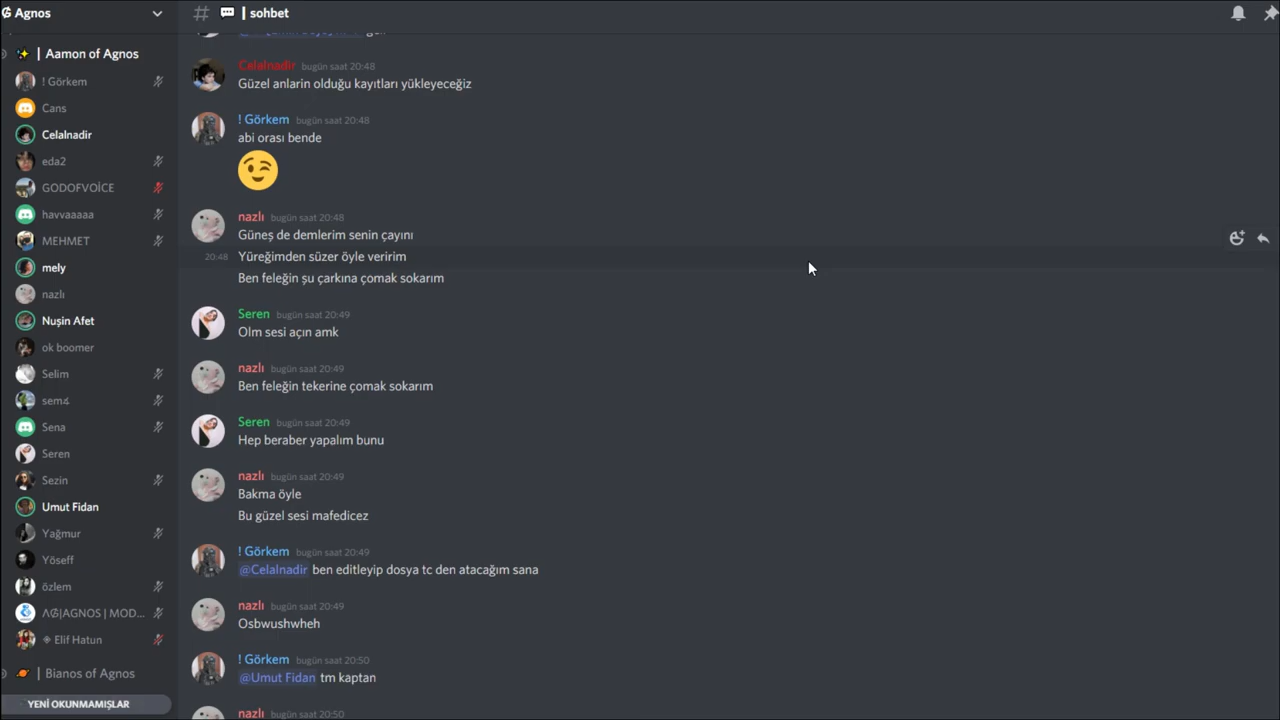 Agnos
| Aamon of Agnos
! Görkem
Cans
Celalnadir
eda2
GODOFVOİCE
havvaaaaa
MEHMET
mely
nazlı
Nuşin Afet
ok boomer
Selim
sem4
Sena
Seren
Sezin
Umut Fidan
Yağmur
Yöseff
özlem
ΛႺ|AGNOS | MOD...
Elif Hatun
| Bianos of Agnos
YENİ OKUNMAMIŞLAR
| sohbet
Celalnadir bugün saat 20:48
Güzel anlarin olduğu kayıtları yükleyeceğiz
! Görkem bugün saat 20:48
abi orası bende
nazlı bugün saat 20:48
Güneş de demlerim senin çayını
20:48 Yüreğimden süzer öyle veririm
Ben feleğin şu çarkına çomak sokarım
Seren bugün saat 20:49
Olm sesi açın amk
nazlı bugün saat 20:49
Ben feleğin tekerine çomak sokarım
Seren bugün saat 20:49
Hep beraber yapalım bunu
nazlı bugün saat 20:49
Bakma öyle
Bu güzel sesi mafedicez
! Görkem bugün saat 20:49
@Celalnadir ben editleyip dosya tc den atacağım sana
nazlı bugün saat 20:49
Osbwushwheh
! Görkem bugün saat 20:50
@Umut Fidan tm kaptan
nazlı bugün saat 20:50